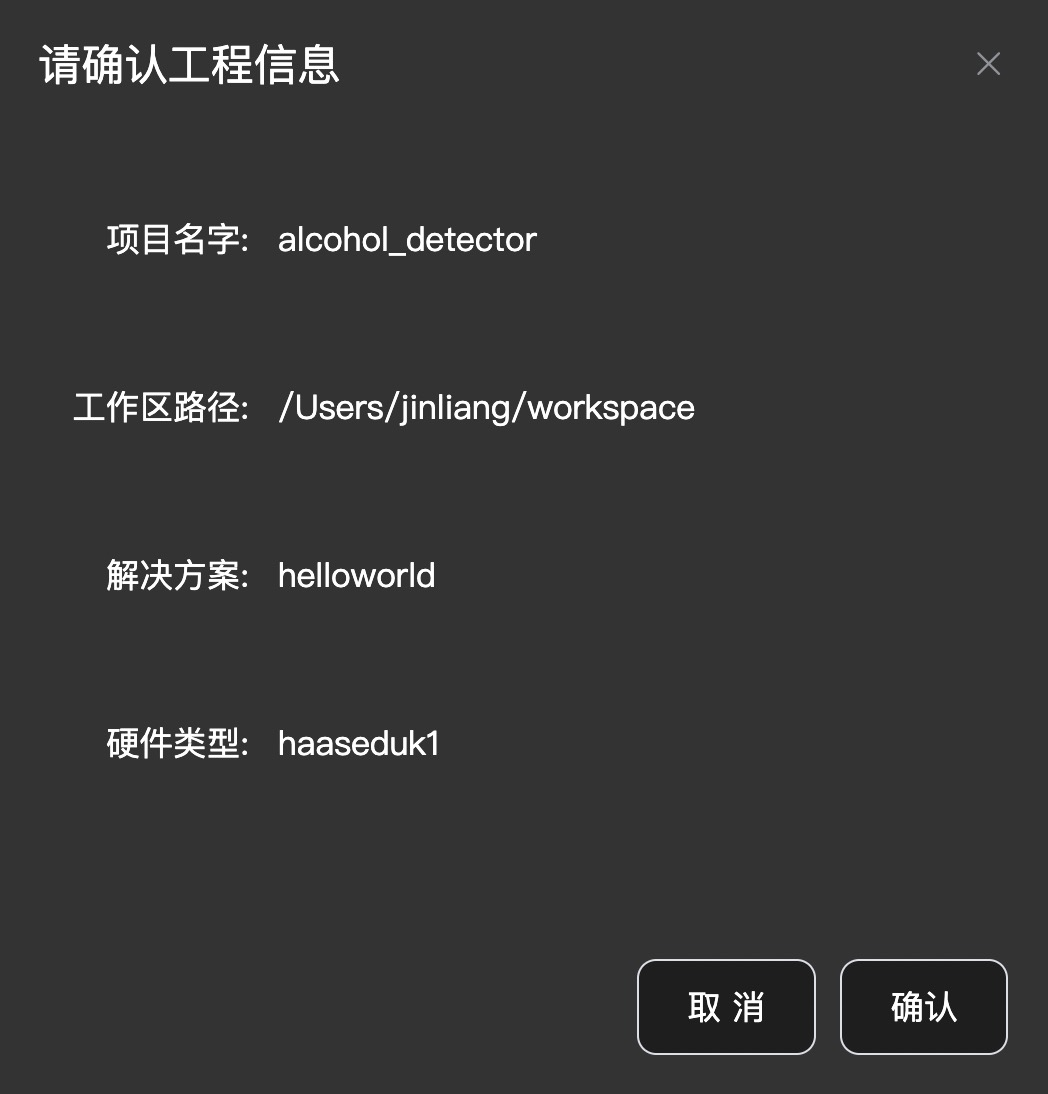 请确认工程信息
项目名字: alcohol_detector
工作区路径: /Users/jinliang/workspace
解决方案: helloworld
硬件类型: haaseduk1
取 消 确认